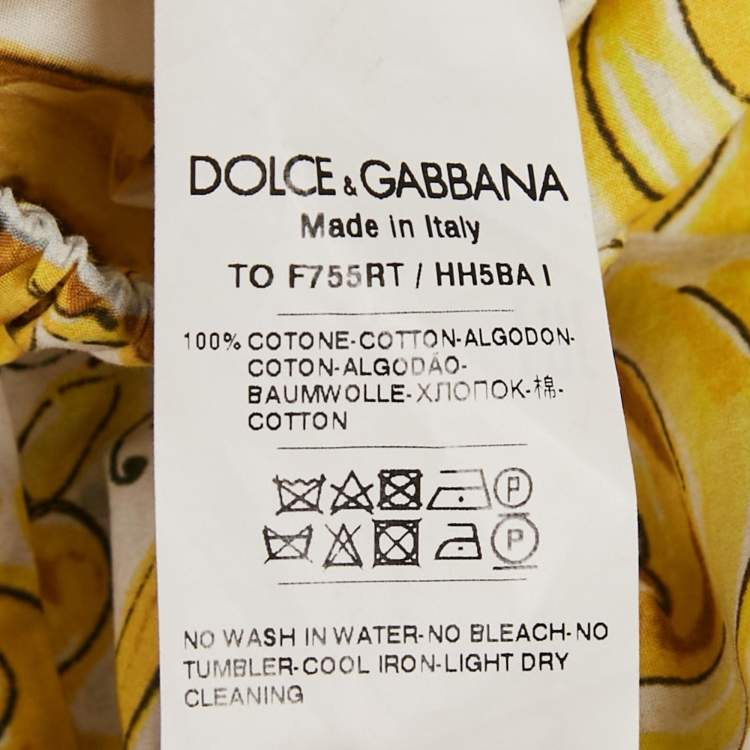 DOLCE & GABBANA
Made in Italy
TO F755RT / HH5BA I
100% COTONE-COTTON-ALGODON-
COTON-ALGODÃO-
BAUMWOLLE-ХЛОПОК-棉-
COTTON
P
P
NO WASH IN WATER-NO BLEACH-NO
TUMBLER-COOL IRON-LIGHT DRY
CLEANING